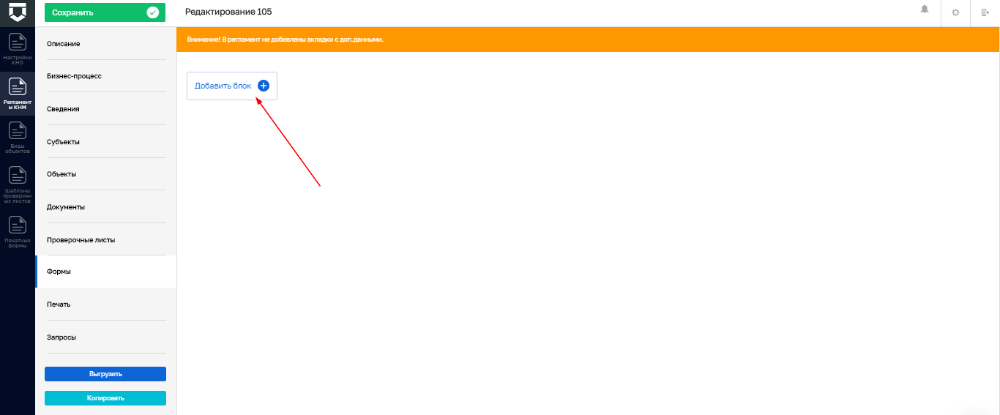 Сохранить
Редактирование 105
Настройки
КНО
Регламент
ы КНМ
Виды
объектов
Шаблоны
проверочн
ых листов
Печатные
формы
Описание
Бизнес-процесс
Сведения
Субъекты
Объекты
Документы
Проверочные листы
Формы
Печать
Запросы
Выгрузить
Копировать
Внимание! В регламент не добавлены вкладки с доп.данными.
Добавить блок